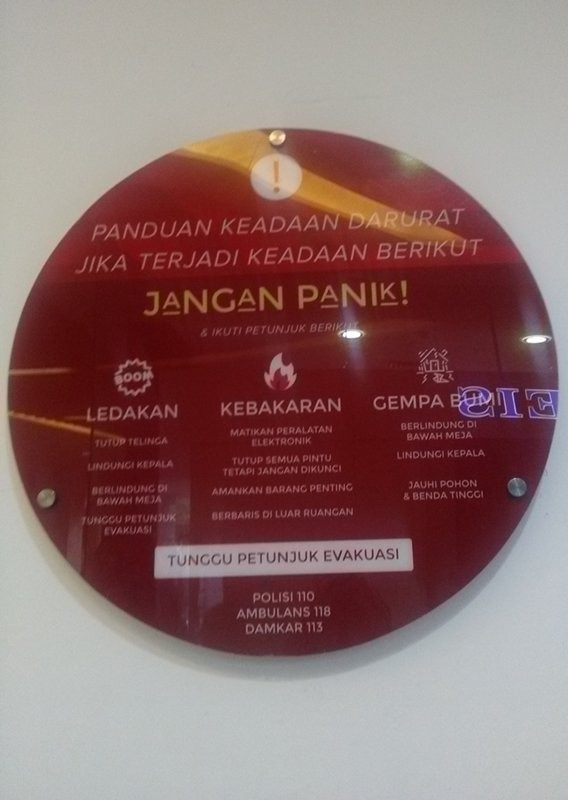 !
PANDUAN KEADAAN DARURAT
JIKA TERJADI KEADAAN BERIKUT
JANGAN PANIK!
& IKUTI PETUNJUK BERIKUT
BOOM
LEDAKAN
TUTUP TELINGA
LINDUNGI KEPALA
BERLINDUNG DI
BAWAH MEJA
TUNGGU PETUNJUK
EVAKUASI
KEBAKARAN
MATIKAN PERALATAN
ELEKTRONIK
TUTUP SEMUA PINTU
TETAPI JANGAN DIKUNCI
AMANKAN BARANG PENTING
BERBARIS DI LUAR RUANGAN
GEMPA BUMI
BERLINDUNG DI
BAWAH MEJA
LINDUNGI KEPALA
JAUHI POHON
& BENDA TINGGI
TUNGGU PETUNJUK EVAKUASI
POLISI 110
AMBULANS 118
DAMKAR 113